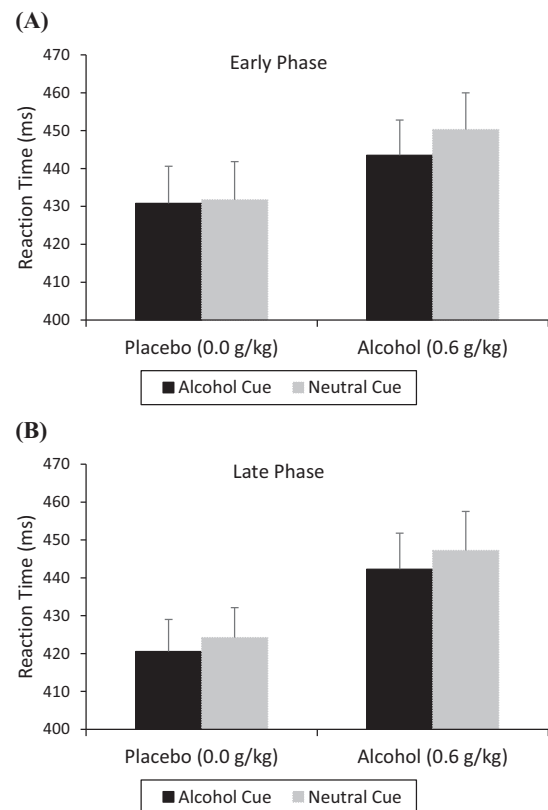 (A)
Early Phase
Reaction Time (ms)
470
460
450
440
430
420
410
400
Placebo (0.0 g/kg) Alcohol (0.6 g/kg)
Alcohol Cue Neutral Cue
(B)
Late Phase
Reaction Time (ms)
470
460
450
440
430
420
410
400
Placebo (0.0 g/kg) Alcohol (0.6 g/kg)
Alcohol Cue Neutral Cue